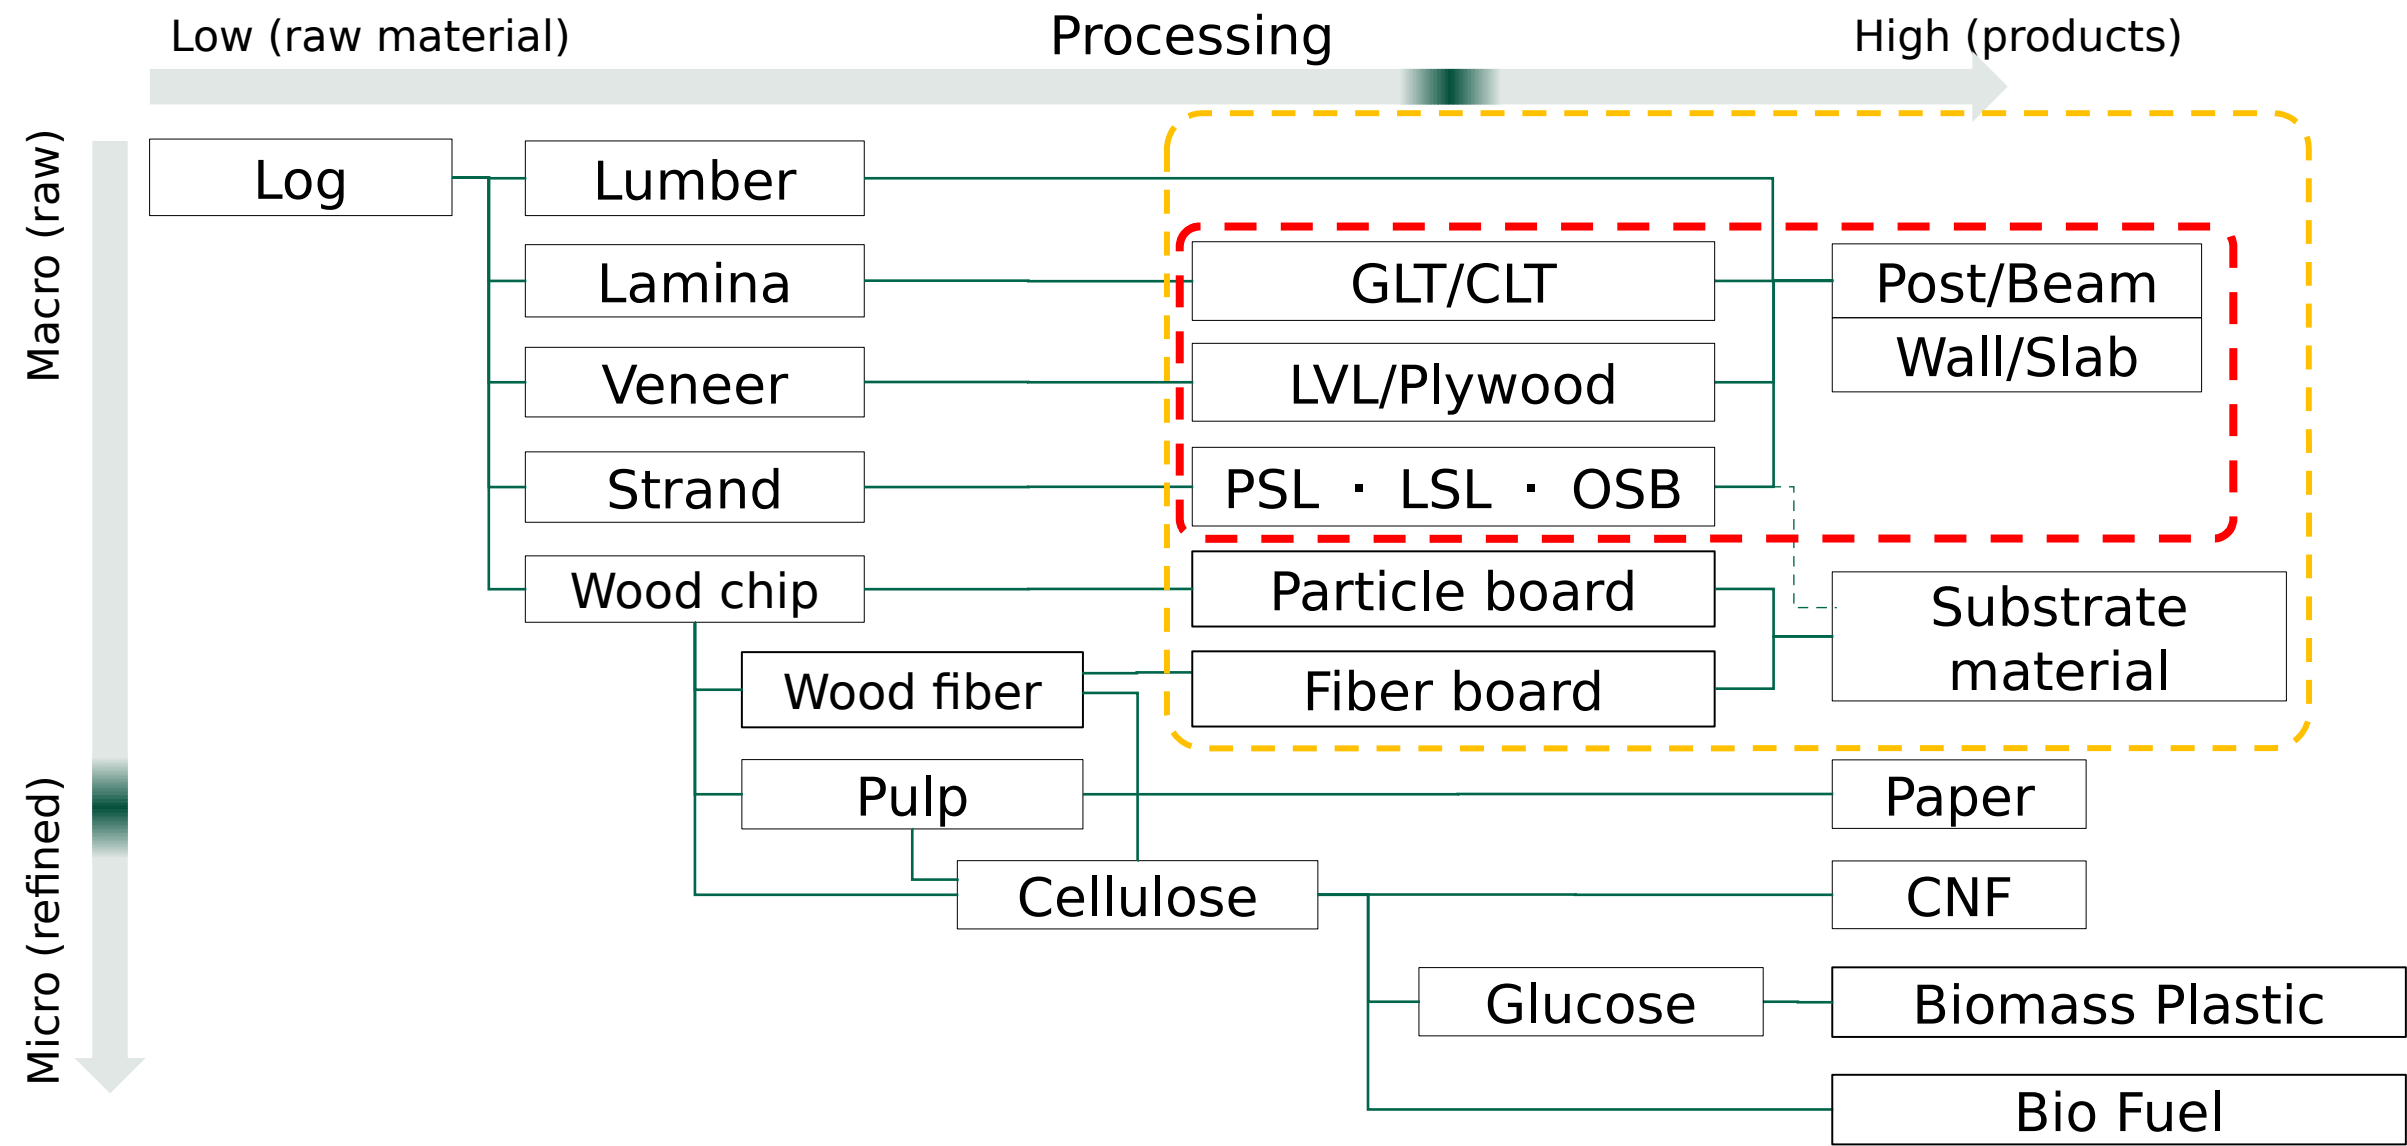 Low (raw material)
Processing
High (products)
Macro (raw)
Micro (refined)
Log
Lumber
Lamina
GLT/CLT
Post/Beam
Wall/Slab
Veneer
LVL/Plywood
Strand
PSL ・ LSL ・ OSB
Wood chip
Particle board
Substrate
material
Wood fiber
Fiber board
Pulp
Paper
Cellulose
CNF
Glucose
Biomass Plastic
Bio Fuel